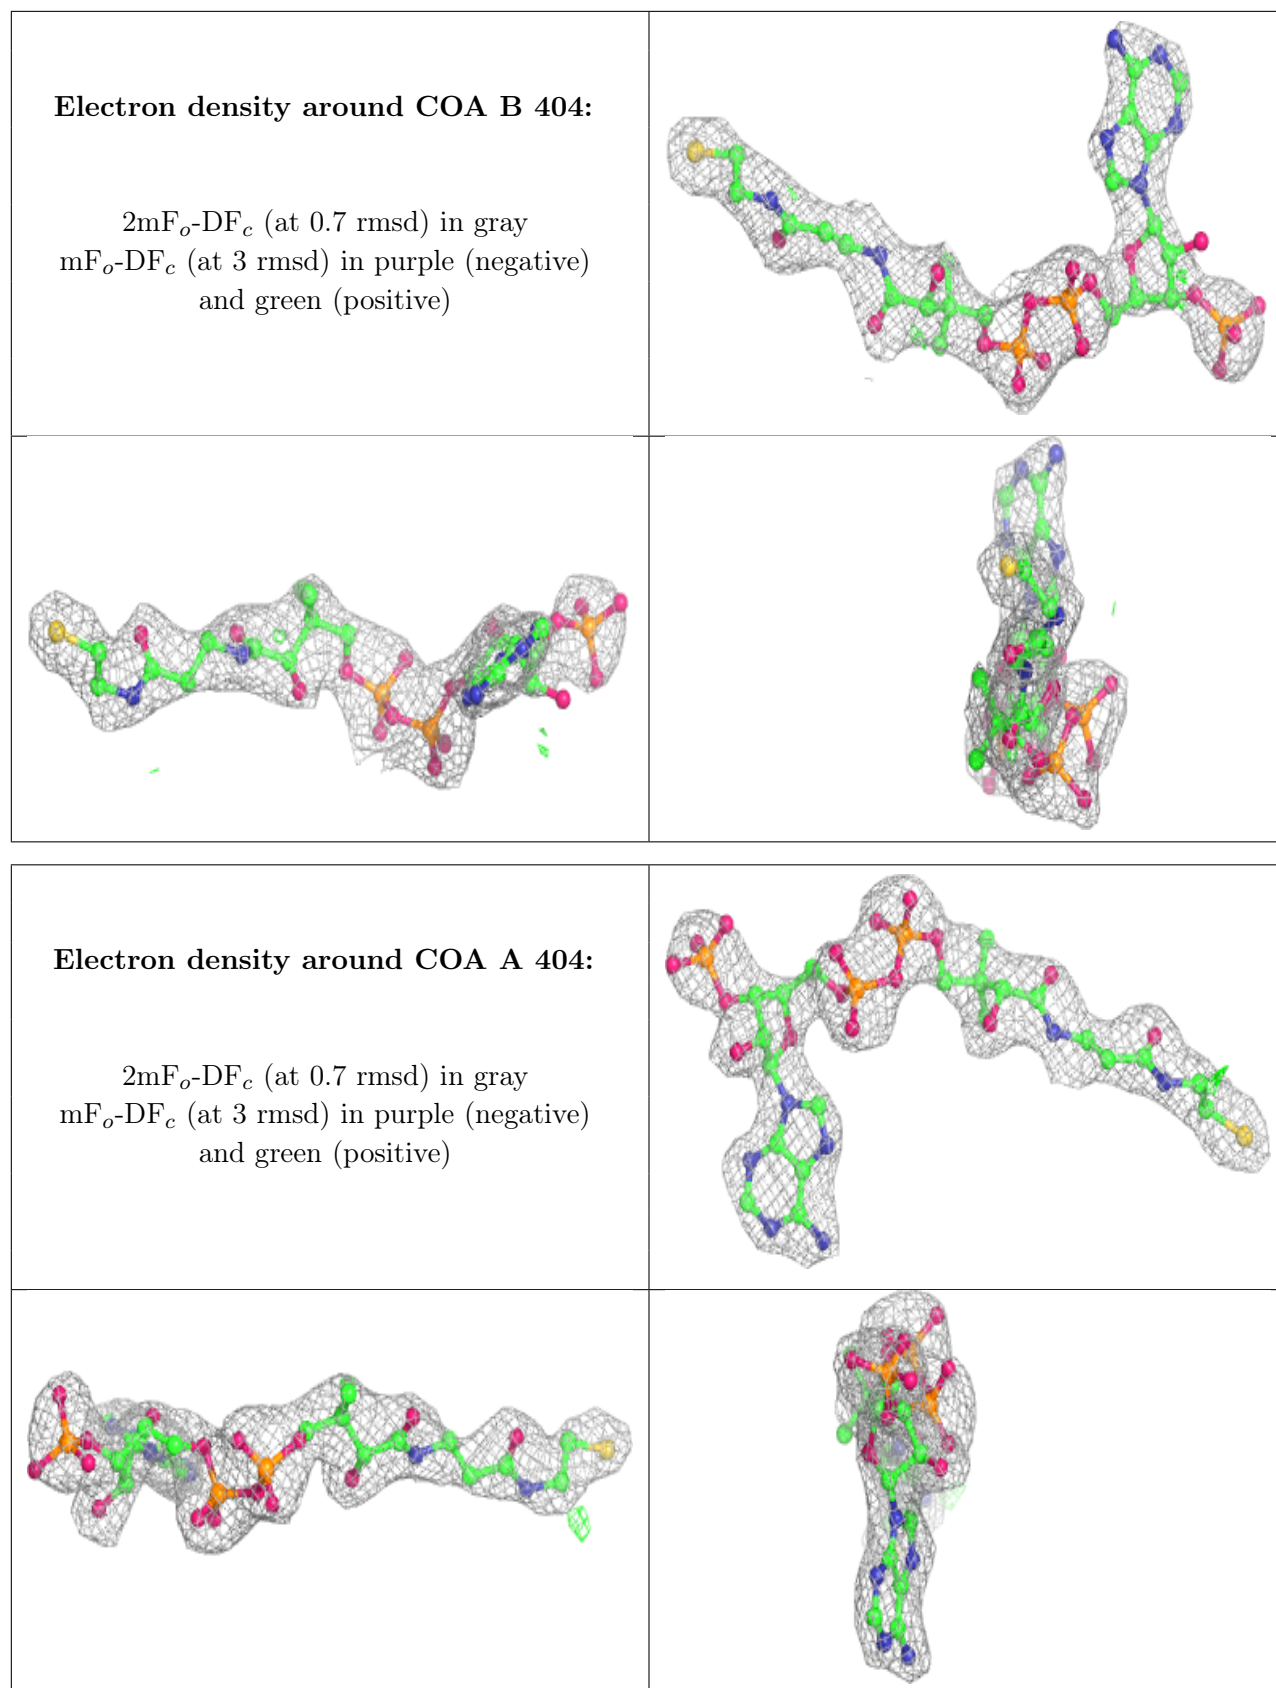 Electron density around COA B 404:
2mFo-DFc (at 0.7 rmsd) in gray
mFo-DFc (at 3 rmsd) in purple (negative)
and green (positive)
Electron density around COA A 404:
2mFo-DFc (at 0.7 rmsd) in gray
mFo-DFc (at 3 rmsd) in purple (negative)
and green (positive)